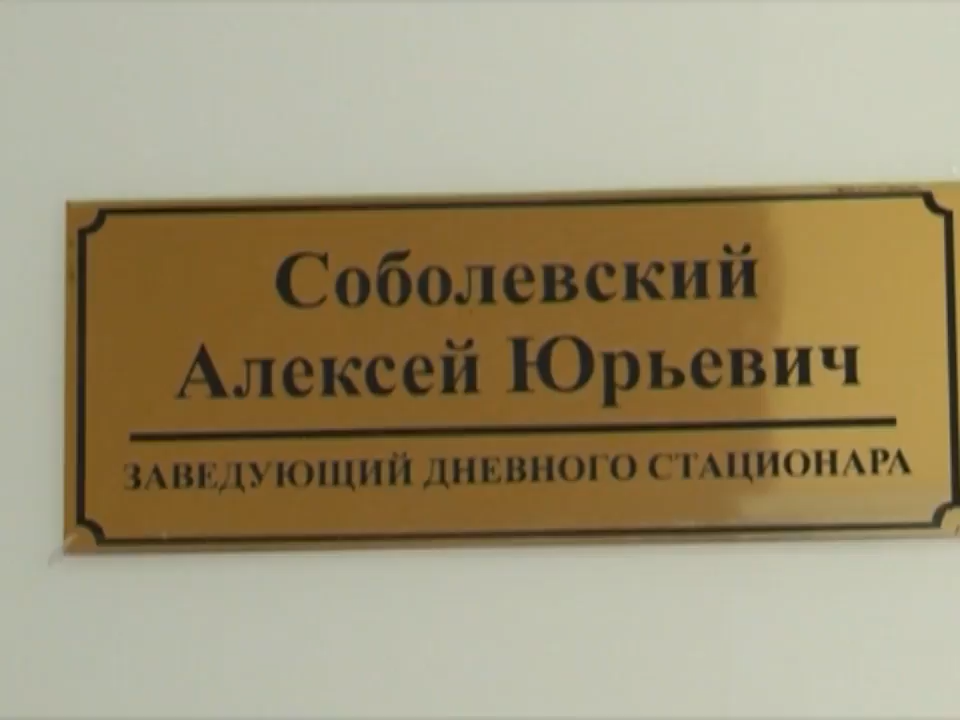 Соболевский
Алексей Юрьевич
ЗАВЕДУЮЩИЙ ДНЕВНОГО СТАЦИОНАРА